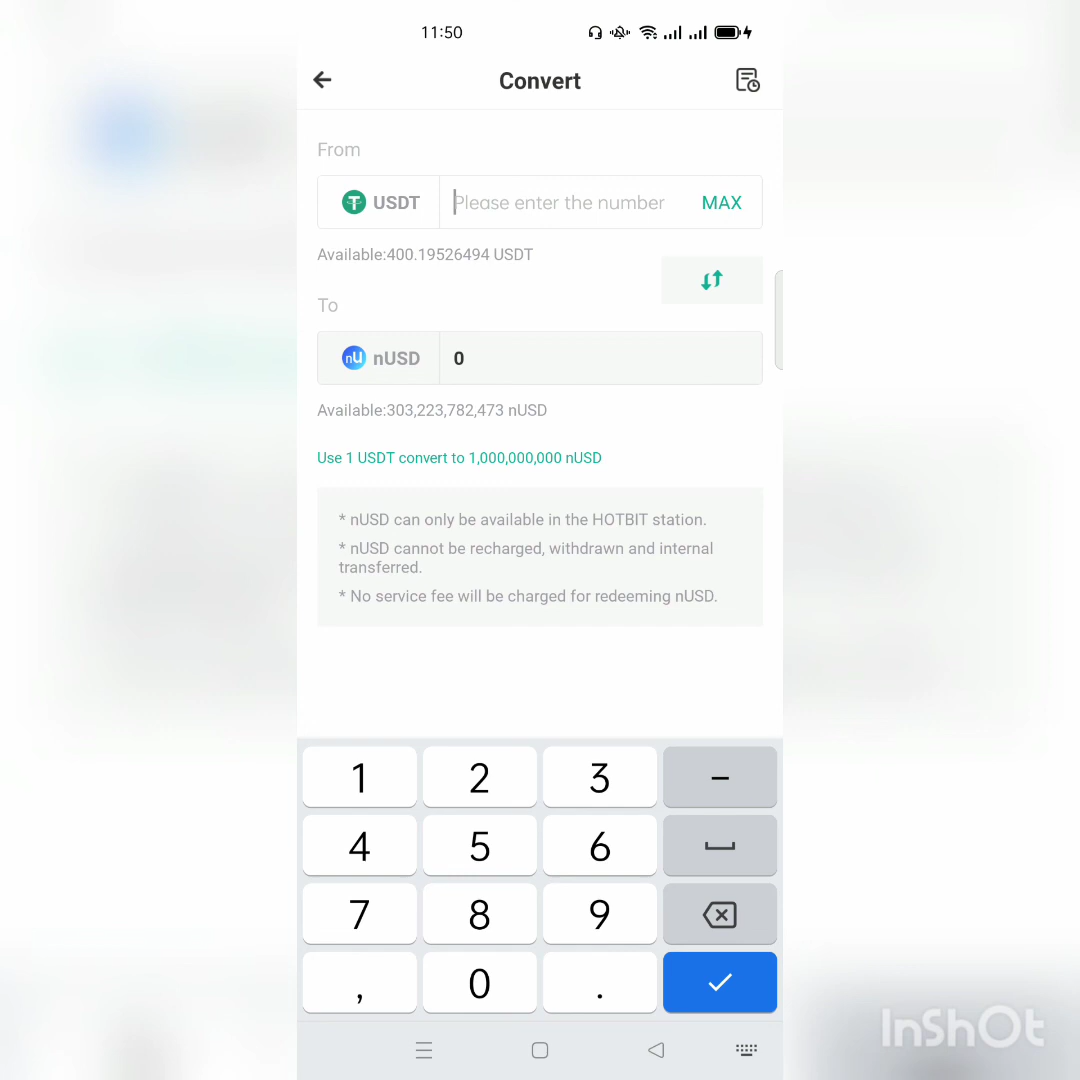 11:50
Convert
From
USDT
Please enter the number
MAX
Available:400.19526494 USDT
To
nU nUSD
0
Available:303,223,782,473 nUSD
Use 1 USDT convert to 1,000,000,000 nUSD
* nUSD can only be available in the HOTBIT station.
* nUSD cannot be recharged, withdrawn and internal
transferred.
* No service fee will be charged for redeeming nUSD.
1 2 3 –
4 5 6
7 8 9
, 0 .
InShOt